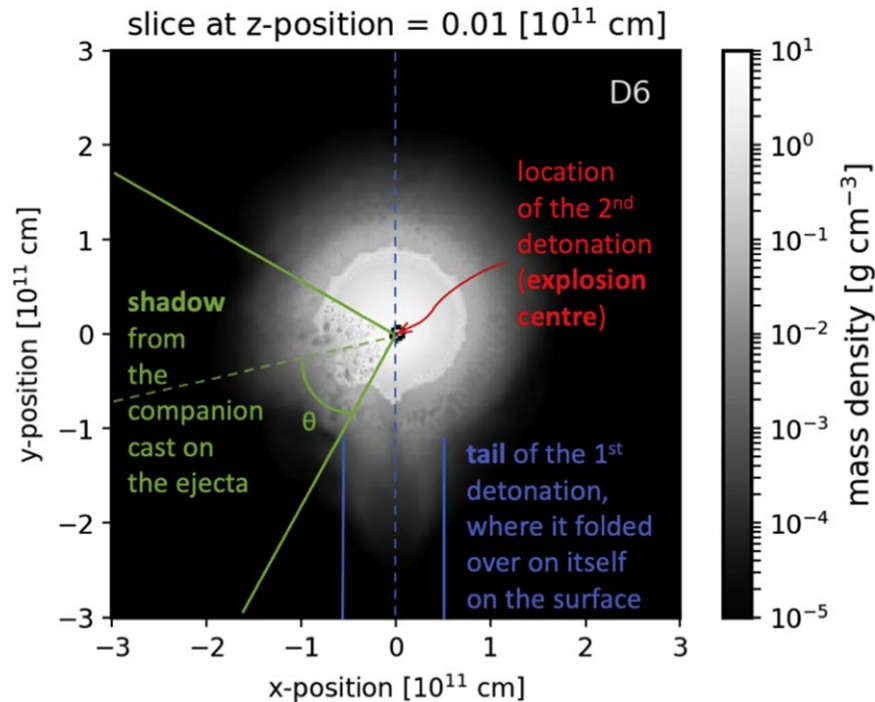 slice at z-position = 0.01 [10¹¹ cm]
D6
location
of the 2ⁿᵈ
detonation
(explosion
centre)
shadow
from
the
companion
cast on
the ejecta
θ
tail of the 1ˢᵗ
detonation,
where it folded
over on itself
on the surface
y-position [10¹¹ cm]
3
2
1
0
−1
−2
−3
−3
−2
−1
0
1
2
3
x-position [10¹¹ cm]
10¹
10⁰
10⁻¹
10⁻²
10⁻³
10⁻⁴
10⁻⁵
mass density [g cm⁻³]